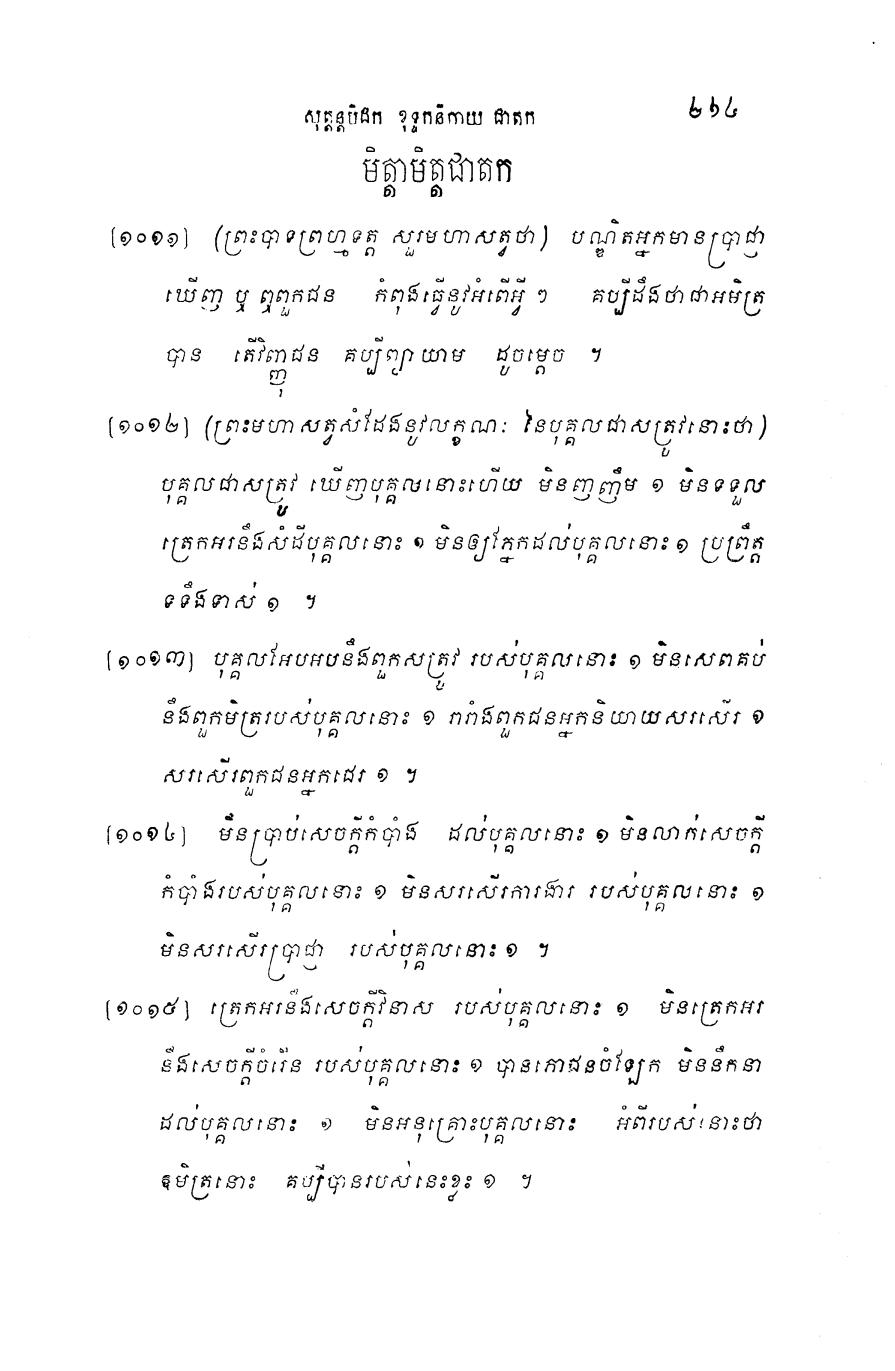 សុត្តន្តបិដក ខុទ្ទកនិកាយ ជាតក ២១៤
មិត្តាមិត្តជាតក
[១០១១] (ព្រះបាទព្រហ្មទត្ត សួរមហាសត្វថា) បណ្ឌិតអ្នកមានប្រាជ្ញា
ឃើញ ឬ ឮពួកជន កំពុងធ្វើនូវអំពើអ្វី ៗ គប្បីដឹងថាជាអមិត្រ
បាន តើវិញ្ញុជន គប្បីព្យាយាម ដូចម្តេច ។
[១០១២] (ព្រះមហាសត្វសំដែងនូវលក្ខណៈ នៃបុគ្គលជាសត្រូវនោះថា)
បុគ្គលជាសត្រូវ ឃើញបុគ្គលនោះហើយ មិនញញឹម ១ មិនទទួល
ត្រេកអរនឹងសំដីបុគ្គលនោះ ១ មិនឲ្យភ្នែកដល់បុគ្គលនោះ ១ ប្រព្រឹត្ត
ទទឹងទាស់ ១ ។
[១០១៣] បុគ្គលអែបអបនឹងពួកសត្រូវ របស់បុគ្គលនោះ ១ មិនសេពគប់
នឹងពួកមិត្ររបស់បុគ្គលនោះ ១ រារាំងពួកជនអ្នកនិយាយសរសើរ ១
សរសើរពួកជនអ្នកជេរ ១ ។
[១០១៤] មិនប្រាប់សេចក្តីកំបាំង ដល់បុគ្គលនោះ ១ មិនលាក់សេចក្តី
កំបាំងរបស់បុគ្គលនោះ ១ មិនសរសើរការងារ របស់បុគ្គលនោះ ១
មិនសរសើរប្រាជ្ញា របស់បុគ្គលនោះ ១ ។
[១០១៥] ត្រេកអរនឹងសេចក្តីវិនាស របស់បុគ្គលនោះ ១ មិនត្រេកអរ
នឹងសេចក្តីចំរើន របស់បុគ្គលនោះ ១ បានភោជនចំឡែក មិននឹកនា
ដល់បុគ្គលនោះ ១ មិនអនុគ្រោះបុគ្គលនោះ អំពីរបស់នោះថា
ឱមិត្រនោះ គប្បីបានរបស់នេះខ្លះ ១ ។